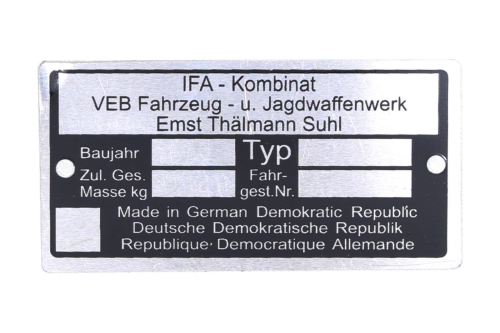 IFA - Kombinat
VEB Fahrzeug - u. Jagdwaffenwerk
Emst Thälmann Suhl
Baujahr
Typ
Zul. Ges.
Masse kg
Fahr-
gest.Nr.
Made in German Demokratic Republic
Deutsche Demokratische Republik
Republique Democratique Allemande